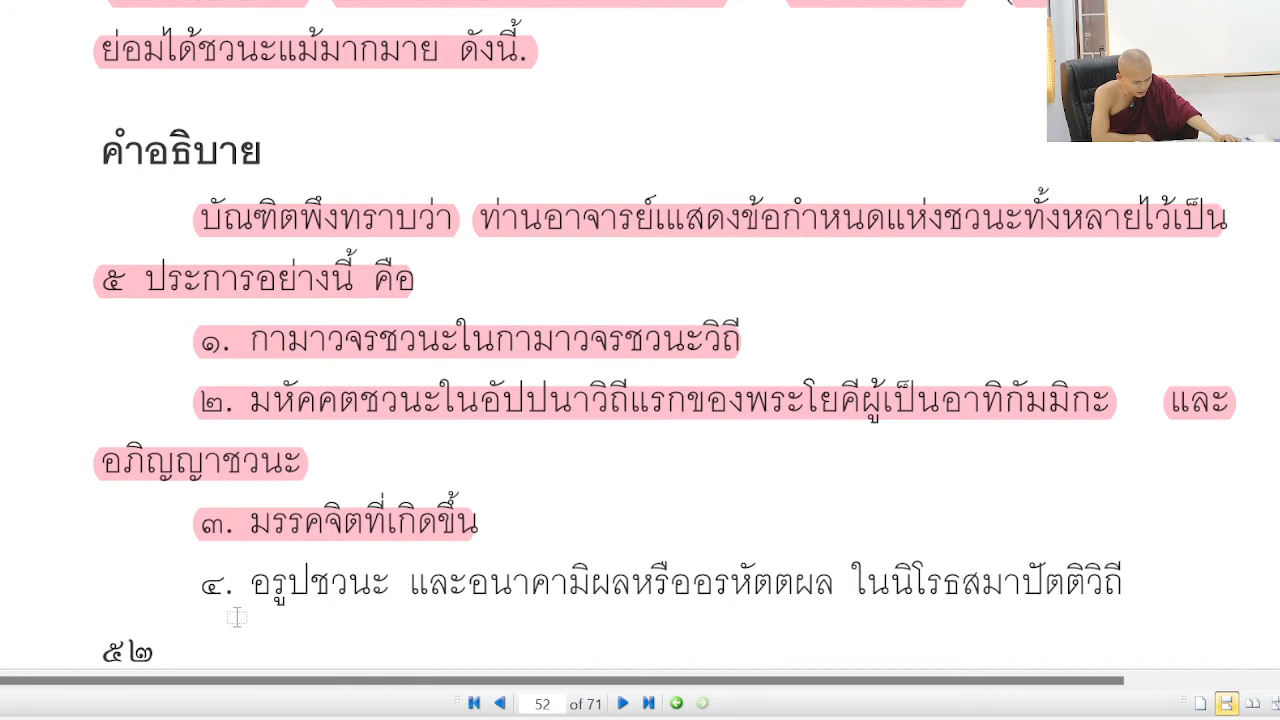 ย่อมได้ชวนะแม้มากมาย ดังนี้.
คำอธิบาย
บัณฑิตพึงทราบว่า ท่านอาจารย์แสดงข้อกำหนดแห่งชวนะทั้งหลายไว้เป็น
๕ ประการอย่างนี้ คือ
๑. กามาวจรชวนะในกามาวจรชวนะวิถี
๒. มหัคคตชวนะในอัปปนาวิถีแรกของพระโยคีผู้เป็นอาทิกัมมิกะ และ
อภิญญาชวนะ
๓. มรรคจิตที่เกิดขึ้น
๔. อรูปชวนะ และอนาคามิผลหรืออรหัตตผล ในนิโรธสมาปัตติวิถี
๕๒
52 of 71